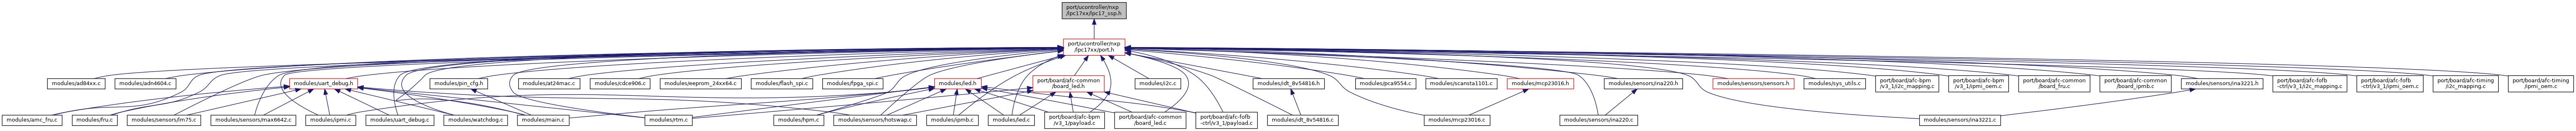 port/ucontroller/nxp
/lpc17xx/lpc17_ssp.h
port/ucontroller/nxp
/lpc17xx/port.h
modules/ad84xx.c
modules/adn4604.c
modules/uart_debug.h
modules/pin_cfg.h
modules/at24mac.c
modules/cdce906.c
modules/eeprom_24xx64.c
modules/flash_spi.c
modules/fpga_spi.c
modules/led.h
port/board/afc-common
/board_led.h
modules/i2c.c
modules/idt_8v54816.h
modules/pca9554.c
modules/scansta1101.c
modules/mcp23016.h
modules/sensors/ina220.h
modules/sensors/sensors.h
modules/sys_utils.c
port/board/afc-bpm
/v3_1/i2c_mapping.c
port/board/afc-bpm
/v3_1/ipmi_oem.c
port/board/afc-common
/board_fru.c
port/board/afc-common
/board_ipmb.c
modules/sensors/ina3221.h
port/board/afc-fofb
-ctrl/v3_1/i2c_mapping.c
port/board/afc-fofb
-ctrl/v3_1/ipmi_oem.c
port/board/afc-timing
/i2c_mapping.c
port/board/afc-timing
/ipmi_oem.c
modules/amc_fru.c
modules/fru.c
modules/sensors/fm75.c
modules/sensors/max6642.c
modules/ipmi.c
modules/uart_debug.c
modules/watchdog.c
modules/main.c
modules/rtm.c
modules/hpm.c
modules/sensors/hotswap.c
modules/ipmb.c
modules/led.c
port/board/afc-bpm
/v3_1/payload.c
port/board/afc-common
/board_led.c
port/board/afc-fofb
-ctrl/v3_1/payload.c
modules/idt_8v54816.c
modules/mcp23016.c
modules/sensors/ina220.c
modules/sensors/ina3221.c